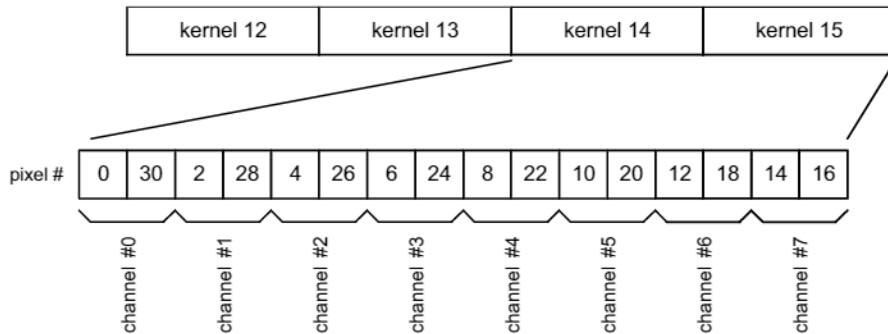 kernel 12 kernel 13 kernel 14 kernel 15
pixel # 0 30 2 28 4 26 6 24 8 22 10 20 12 18 14 16
channel #0 channel #1 channel #2 channel #3 channel #4 channel #5 channel #6 channel #7